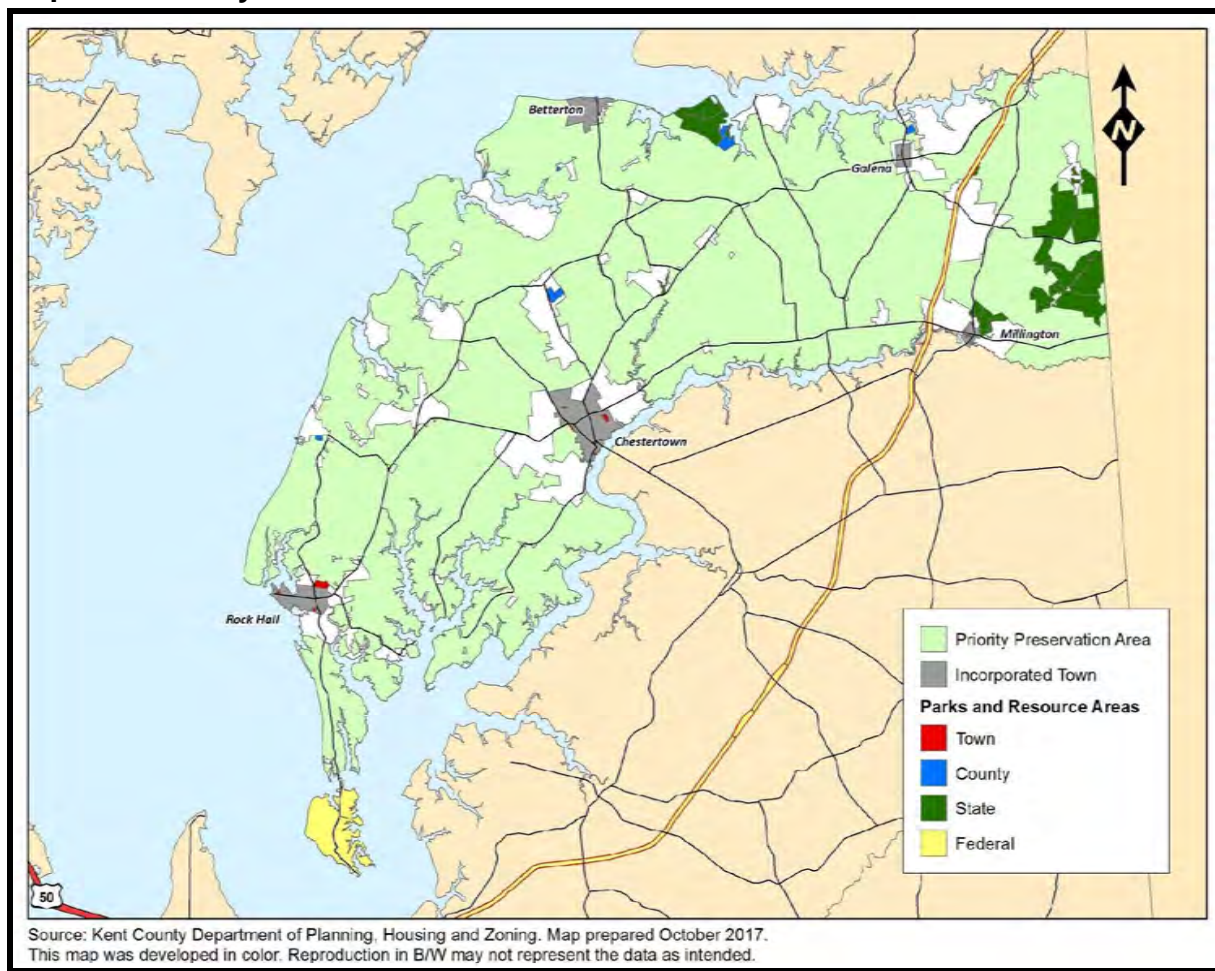 Betterton
Galena
N
Millington
Chestertown
Rock Hall
50
Priority Preservation Area
Incorporated Town
Parks and Resource Areas
Town
County
State
Federal
Source: Kent County Department of Planning, Housing and Zoning. Map prepared October 2017.
This map was developed in color. Reproduction in B/W may not represent the data as intended.